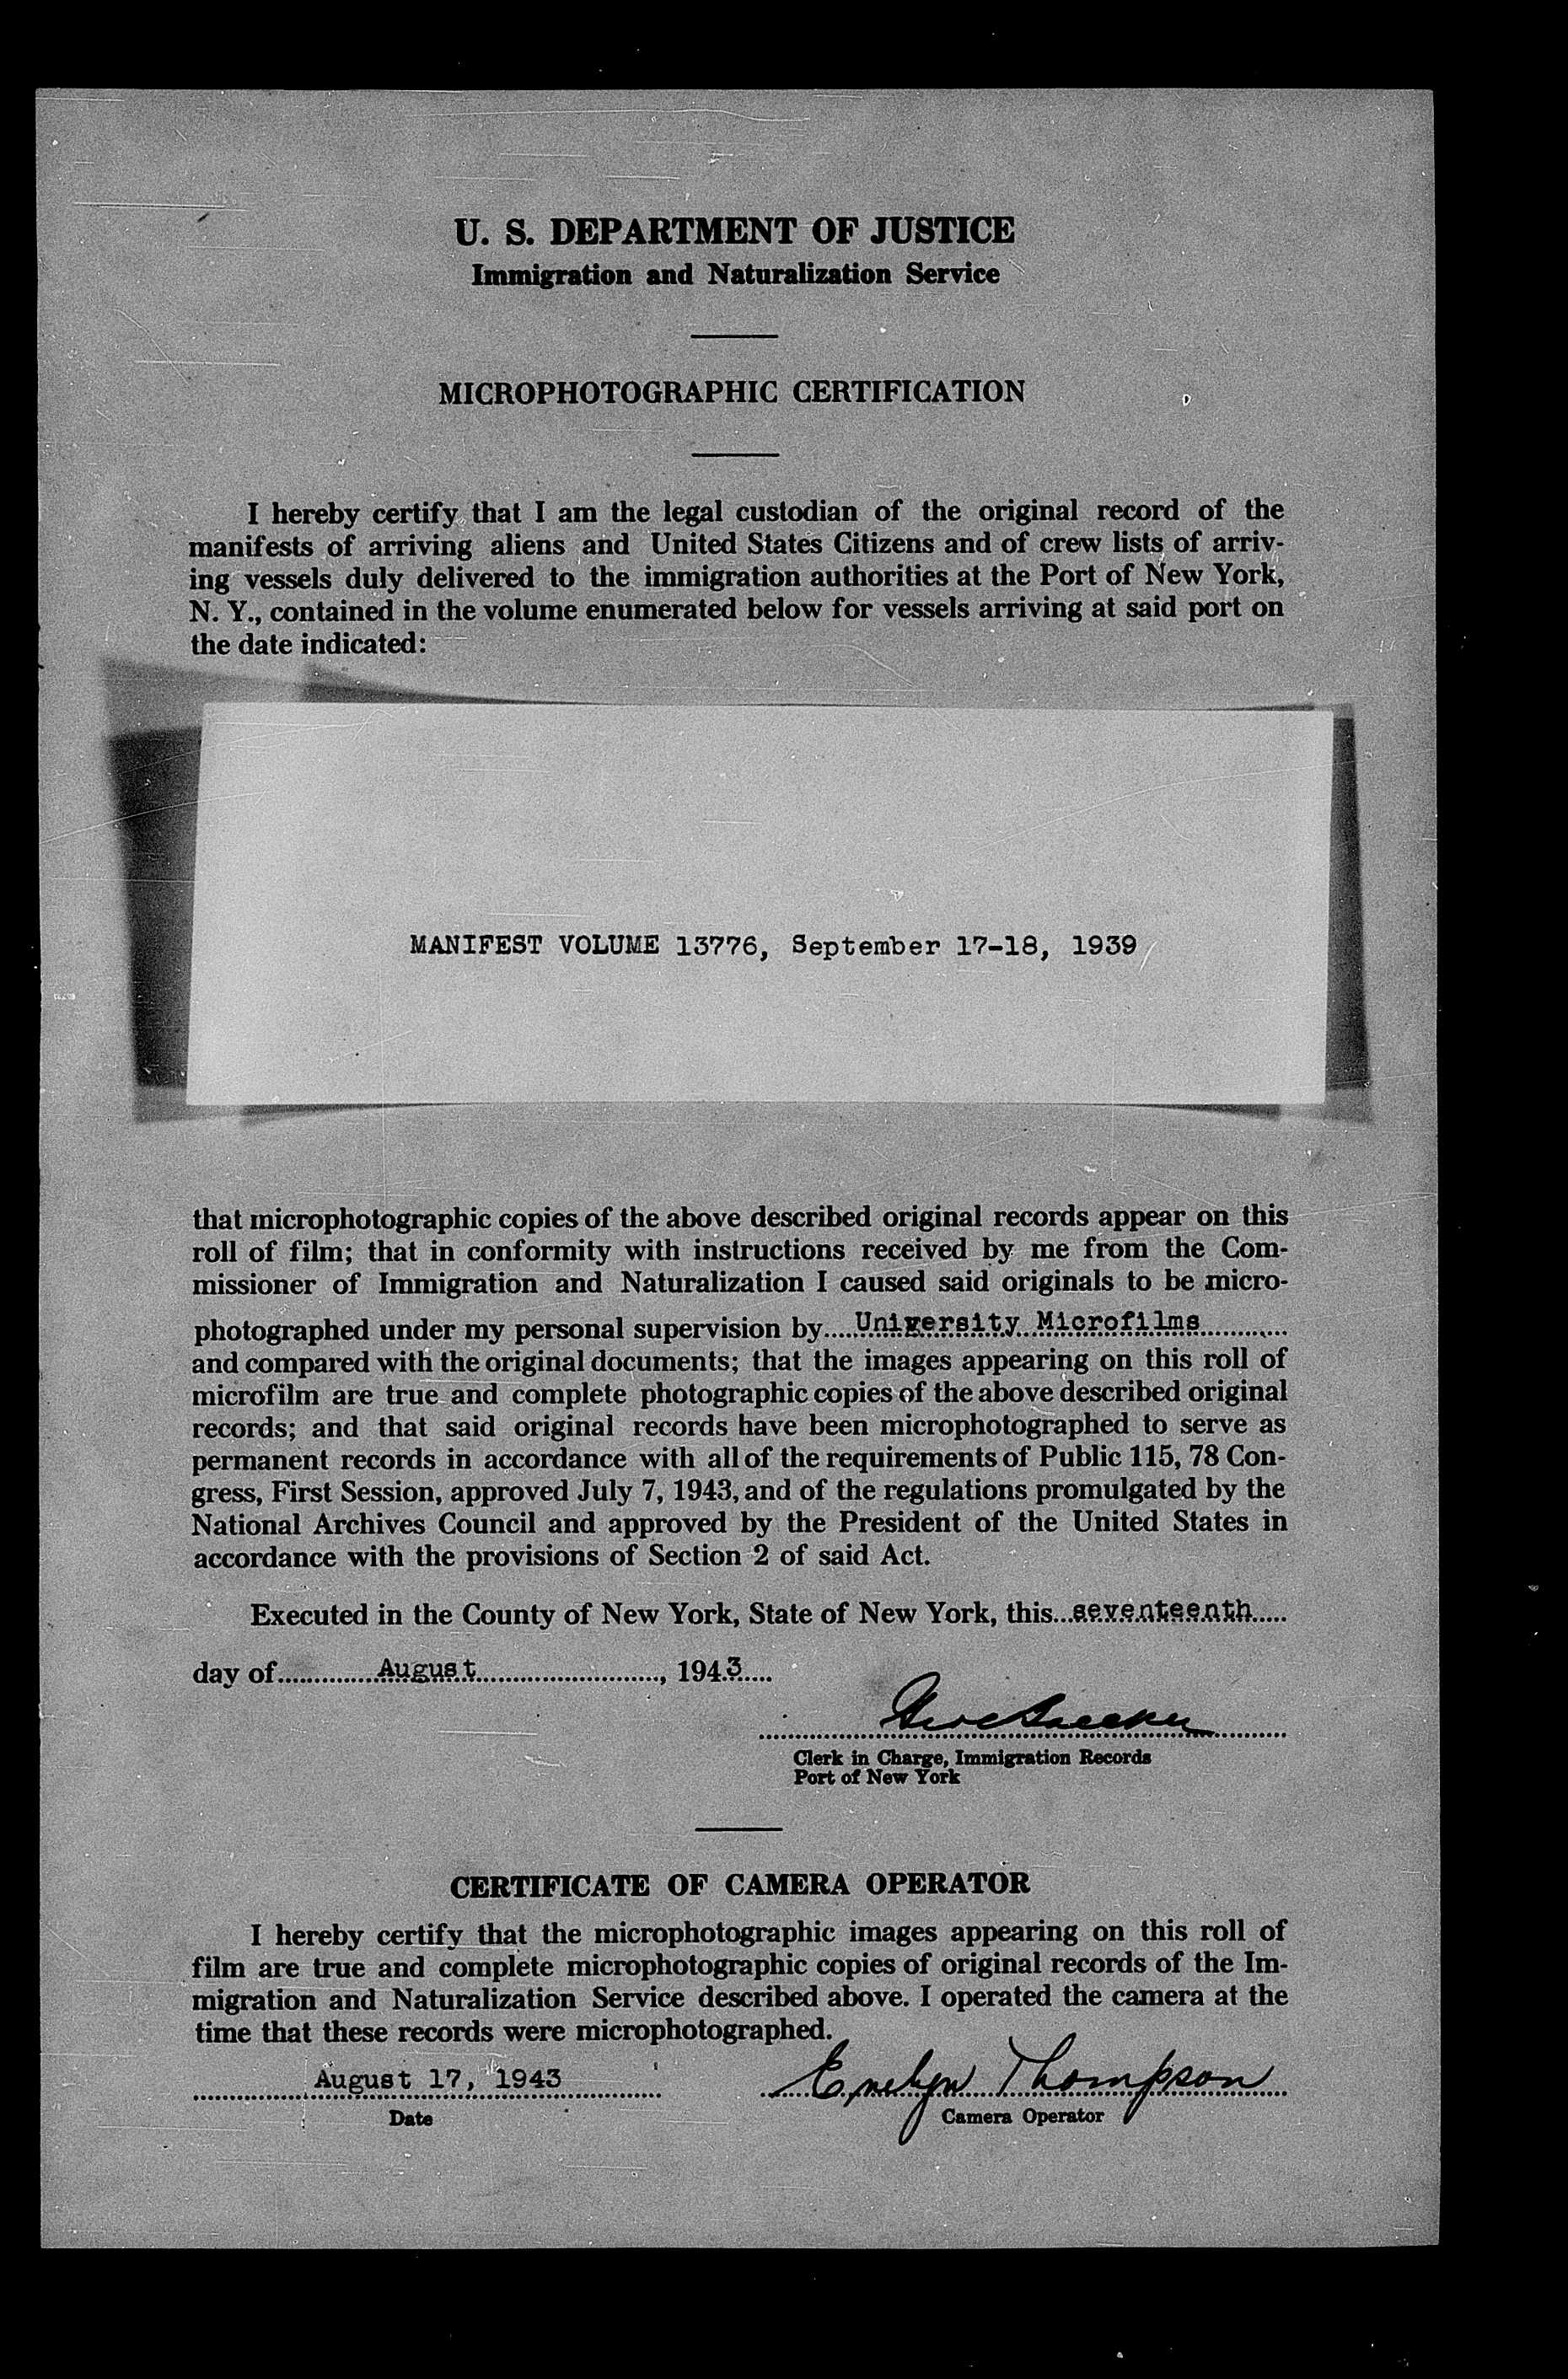 U. S. DEPARTMENT OF JUSTICE
Immigration and Naturalization Service
MICROPHOTOGRAPHIC CERTIFICATION
I hereby certify that I am the legal custodian of the original record of the
manifests of arriving aliens and United States Citizens and of crew lists of arriv-
ing vessels duly delivered to the immigration authorities at the Port of New York,
N. Y., contained in the volume enumerated below for vessels arriving at said port on
the date indicated:
MANIFEST VOLUME 13776, September 17-18, 1939
that microphotographic copies of the above described original records appear on this
roll of film; that in conformity with instructions received by me from the Com-
missioner of Immigration and Naturalization I caused said originals to be micro-
photographed under my personal supervision by....University Microfilms............
and compared with the original documents; that the images appearing on this roll of
microfilm are true and complete photographic copies of the above described original
records; and that said original records have been microphotographed to serve as
permanent records in accordance with all of the requirements of Public 115, 78 Con-
gress, First Session, approved July 7, 1943, and of the regulations promulgated by the
National Archives Council and approved by the President of the United States in
accordance with the provisions of Section 2 of said Act.
Executed in the County of New York, State of New York, this...seventeenth.....
day of..............August........................, 1943.....
Clerk in Charge, Immigration Records
Port of New York
CERTIFICATE OF CAMERA OPERATOR
I hereby certify that the microphotographic images appearing on this roll of
film are true and complete microphotographic copies of original records of the Im-
migration and Naturalization Service described above. I operated the camera at the
time that these records were microphotographed.
August 17, 1943 Evelyn Thompson
Date Camera Operator